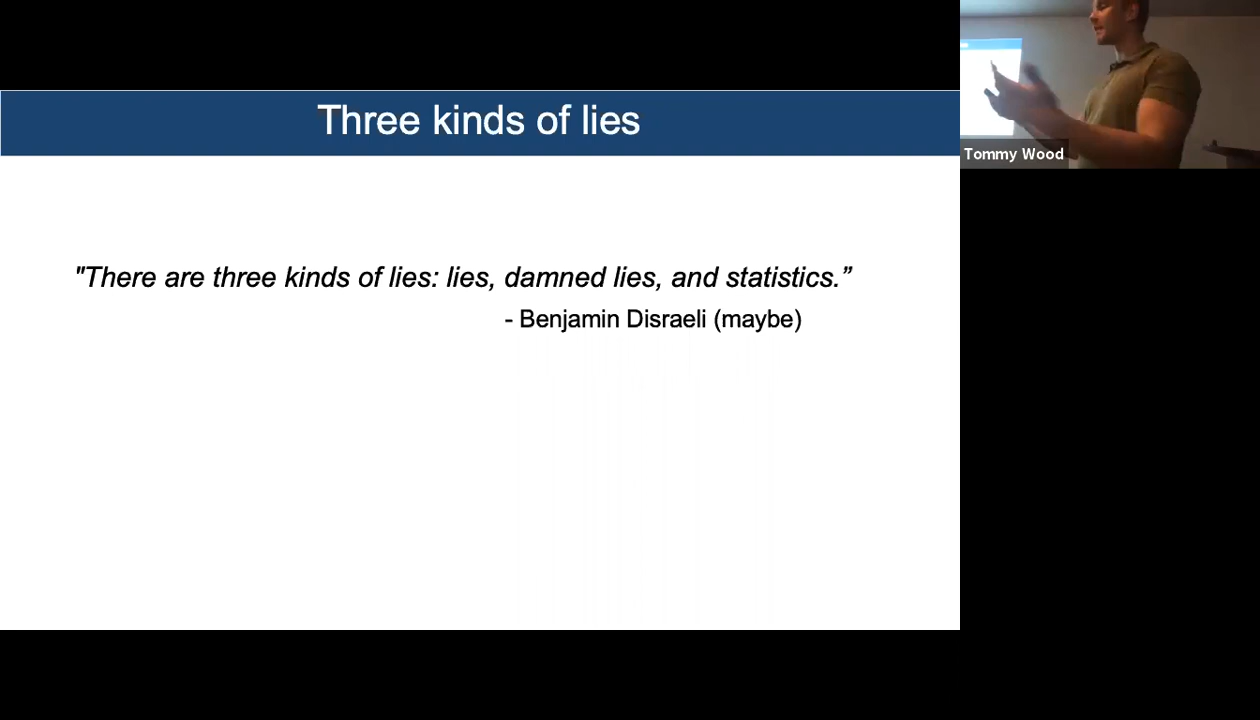 Three kinds of lies
"There are three kinds of lies: lies, damned lies, and statistics.”
- Benjamin Disraeli (maybe)
Tommy Wood